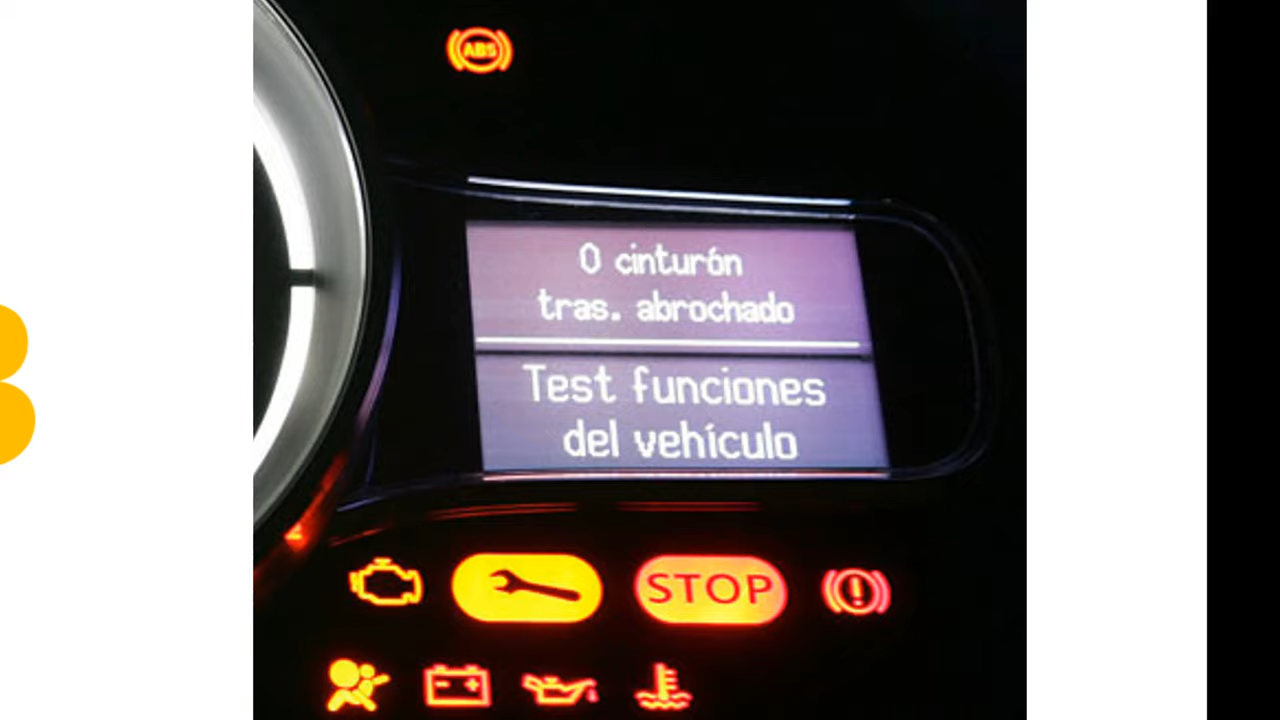 ABS
0 cinturón
tras. abrochado
Test funciones
del vehículo
STOP